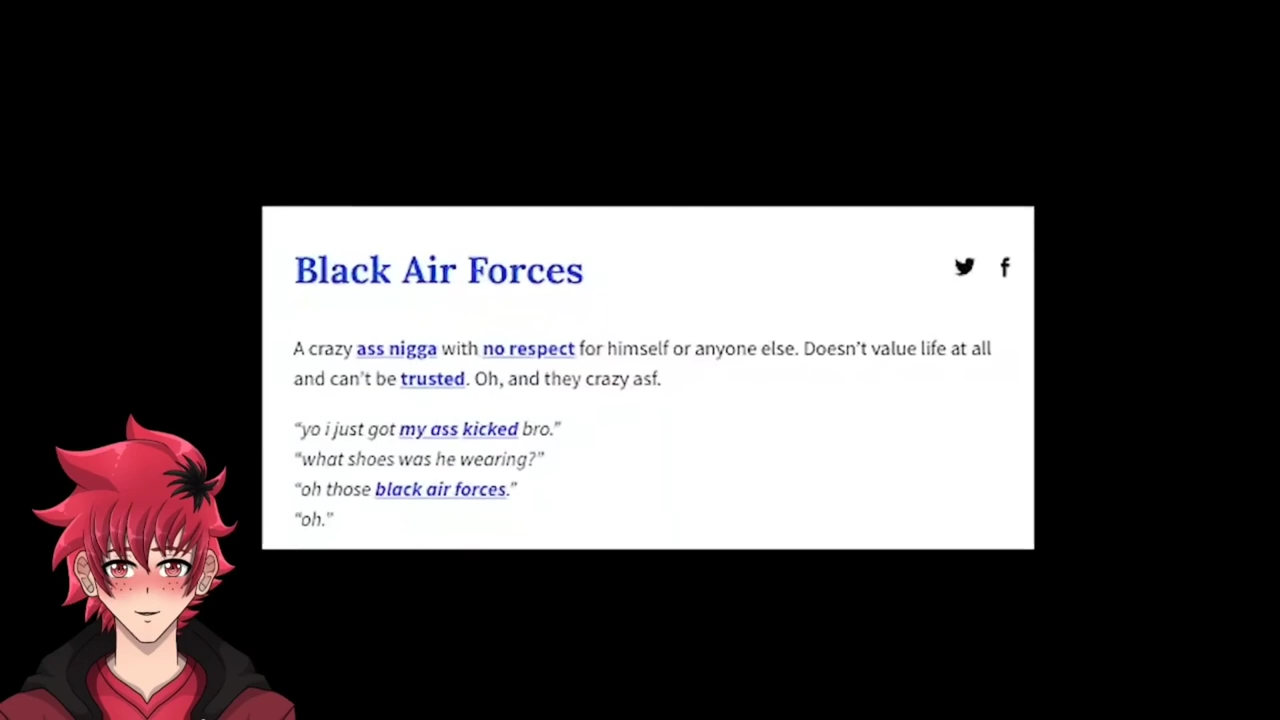 Black Air Forces
A crazy ass nigga with no respect for himself or anyone else. Doesn't value life at all
and can't be trusted. Oh, and they crazy asf.
“yo i just got my ass kicked bro.”
“what shoes was he wearing?”
“oh those black air forces.”
“oh.”